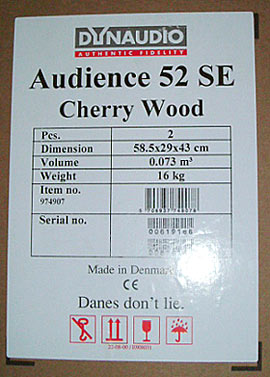 DYNAUDIO
AUTHENTIC FIDELITY
Audience 52 SE
Cherry Wood
Pcs. 2
Dimension 58.5x29x43 cm
Volume 0.073 m³
Weight 16 kg
Item no.
974907
Serial no.
00619166
Made in Denmark
CE
Danes don't lie.